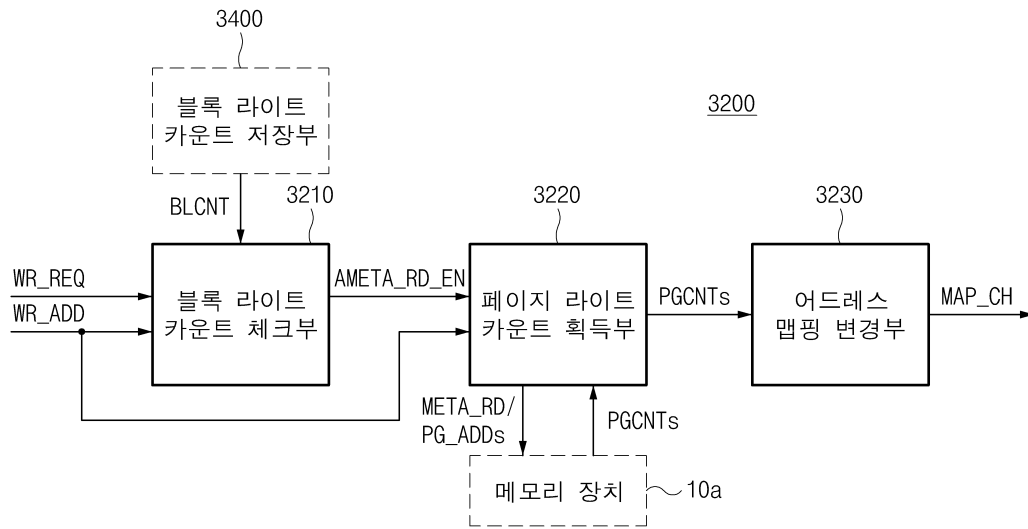 3400
블록 라이트
카운트 저장부
3200
BLCNT
3210
3220
3230
WR_REQ
WR_ADD
블록 라이트
카운트 체크부
AMETA_RD_EN
페이지 라이트
카운트 획득부
PGCNTs
어드레스
맵핑 변경부
MAP_CH
META_RD/
PG_ADDs
PGCNTs
메모리 장치
10a